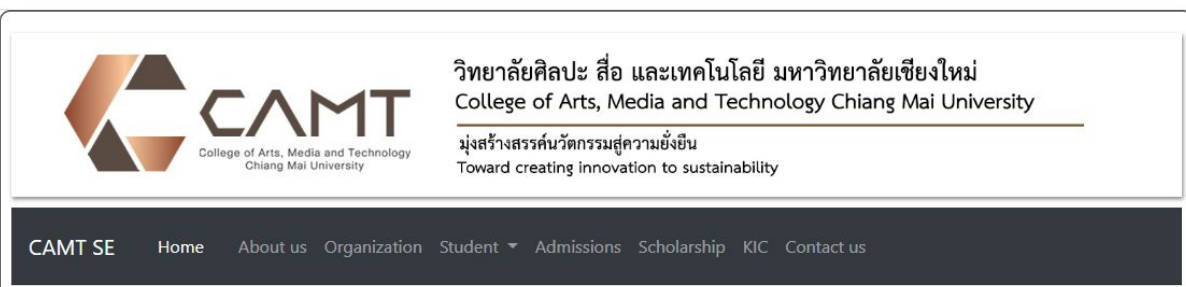 CAMT
College of Arts, Media and Technology
Chiang Mai University
วิทยาลัยศิลปะ สื่อ และเทคโนโลยี มหาวิทยาลัยเชียงใหม่
College of Arts, Media and Technology Chiang Mai University
มุ่งสร้างสรรค์นวัตกรรมสู่ความยั่งยืน
Toward creating innovation to sustainability
CAMT SE Home About us Organization Student Admissions Scholarship KIC Contact us